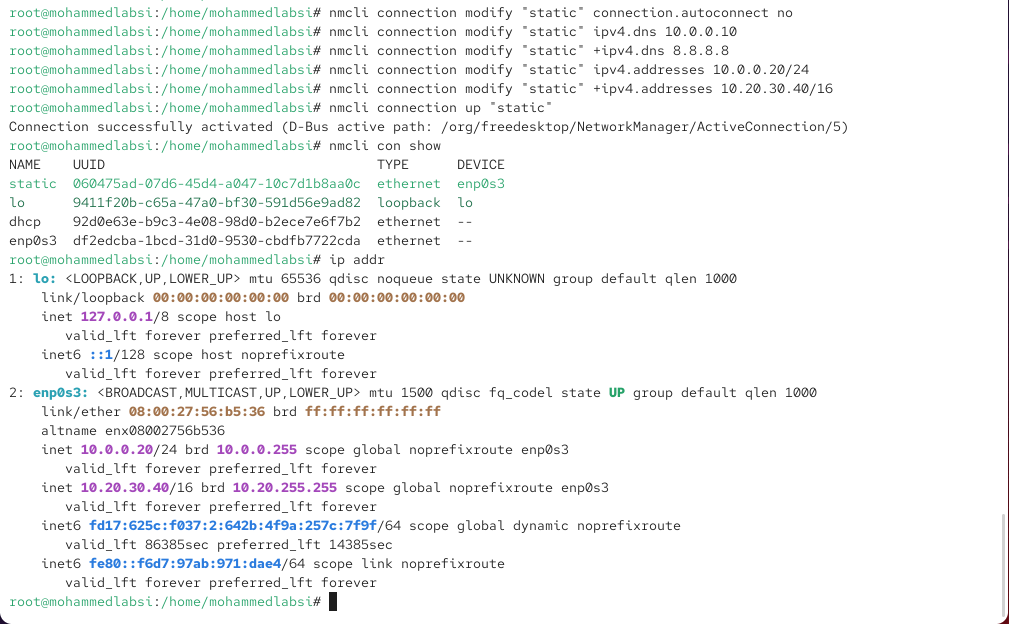 root@mohammedlabsi:/home/mohammedlabsi# nmcli connection modify "static" connection.autoconnect no
root@mohammedlabsi:/home/mohammedlabsi# nmcli connection modify "static" ipv4.dns 10.0.0.10
root@mohammedlabsi:/home/mohammedlabsi# nmcli connection modify "static" +ipv4.dns 8.8.8.8
root@mohammedlabsi:/home/mohammedlabsi# nmcli connection modify "static" ipv4.addresses 10.0.0.20/24
root@mohammedlabsi:/home/mohammedlabsi# nmcli connection modify "static" +ipv4.addresses 10.20.30.40/16
root@mohammedlabsi:/home/mohammedlabsi# nmcli connection up "static"
Connection successfully activated (D-Bus active path: /org/freedesktop/NetworkManager/ActiveConnection/5)
root@mohammedlabsi:/home/mohammedlabsi# nmcli con show
NAME    UUID                                  TYPE      DEVICE
static  060475ad-07d6-45d4-a047-10c7d1b8aa0c  ethernet  enp0s3
lo      9411f20b-c65a-47a0-bf30-591d56e9ad82  loopback  lo
dhcp    92d0e63e-b9c3-4e08-98d0-b2ece7e6f7b2  ethernet  --
enp0s3  df2edcba-1bcd-31d0-9530-cbdfb7722cda  ethernet  --
root@mohammedlabsi:/home/mohammedlabsi# ip addr
1: lo: <LOOPBACK,UP,LOWER_UP> mtu 65536 qdisc noqueue state UNKNOWN group default qlen 1000
    link/loopback 00:00:00:00:00:00 brd 00:00:00:00:00:00
    inet 127.0.0.1/8 scope host lo
       valid_lft forever preferred_lft forever
    inet6 ::1/128 scope host noprefixroute
       valid_lft forever preferred_lft forever
2: enp0s3: <BROADCAST,MULTICAST,UP,LOWER_UP> mtu 1500 qdisc fq_codel state UP group default qlen 1000
    link/ether 08:00:27:56:b5:36 brd ff:ff:ff:ff:ff:ff
    altname enx08002756b536
    inet 10.0.0.20/24 brd 10.0.0.255 scope global noprefixroute enp0s3
       valid_lft forever preferred_lft forever
    inet 10.20.30.40/16 brd 10.20.255.255 scope global noprefixroute enp0s3
       valid_lft forever preferred_lft forever
    inet6 fd17:625c:f037:2:642b:4f9a:257c:7f9f/64 scope global dynamic noprefixroute
       valid_lft 86385sec preferred_lft 14385sec
    inet6 fe80::f6d7:97ab:971:dae4/64 scope link noprefixroute
       valid_lft forever preferred_lft forever
root@mohammedlabsi:/home/mohammedlabsi#